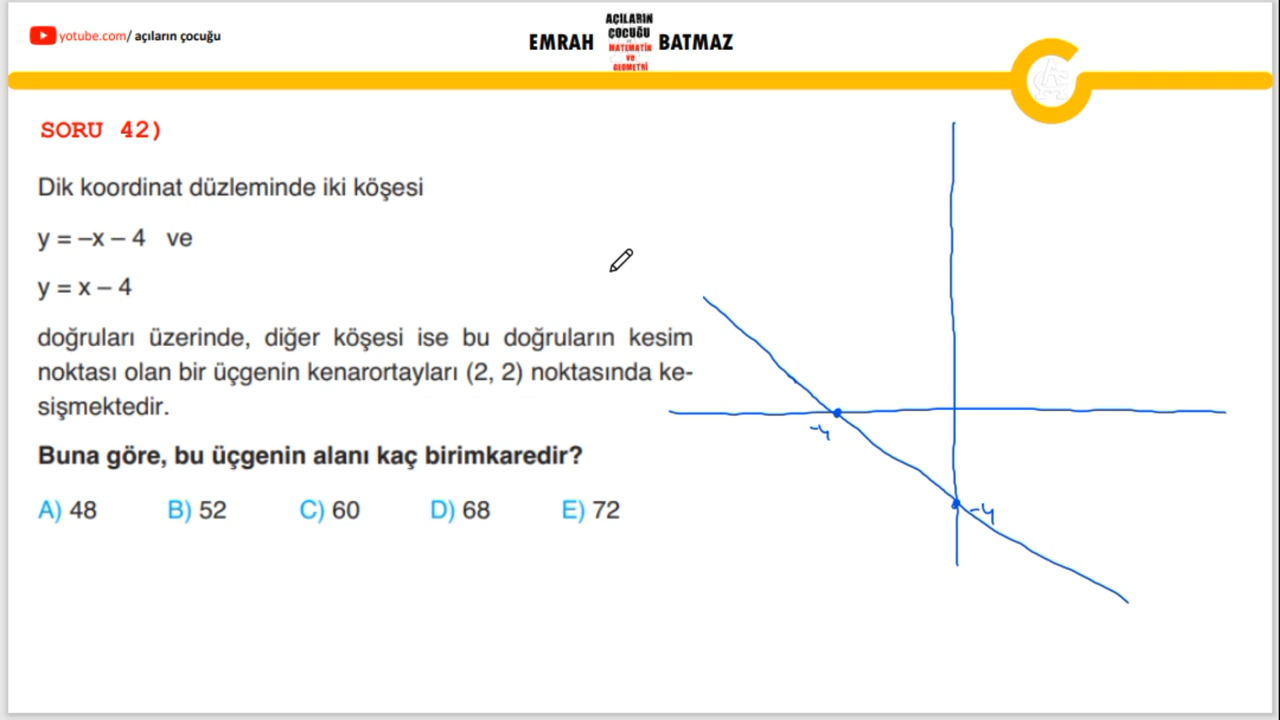 yotube.com/ açıların çocuğu
EMRAH
AÇILARIN
ÇOCUĞU
MATEMATİK
ve
GEOMETRİ
BATMAZ
SORU 42)
Dik koordinat düzleminde iki köşesi
y = –x – 4 ve
y = x – 4
doğruları üzerinde, diğer köşesi ise bu doğruların kesim
noktası olan bir üçgenin kenarortayları (2, 2) noktasında ke-
sişmektedir.
Buna göre, bu üçgenin alanı kaç birimkaredir?
A) 48 B) 52 C) 60 D) 68 E) 72
-4
-4